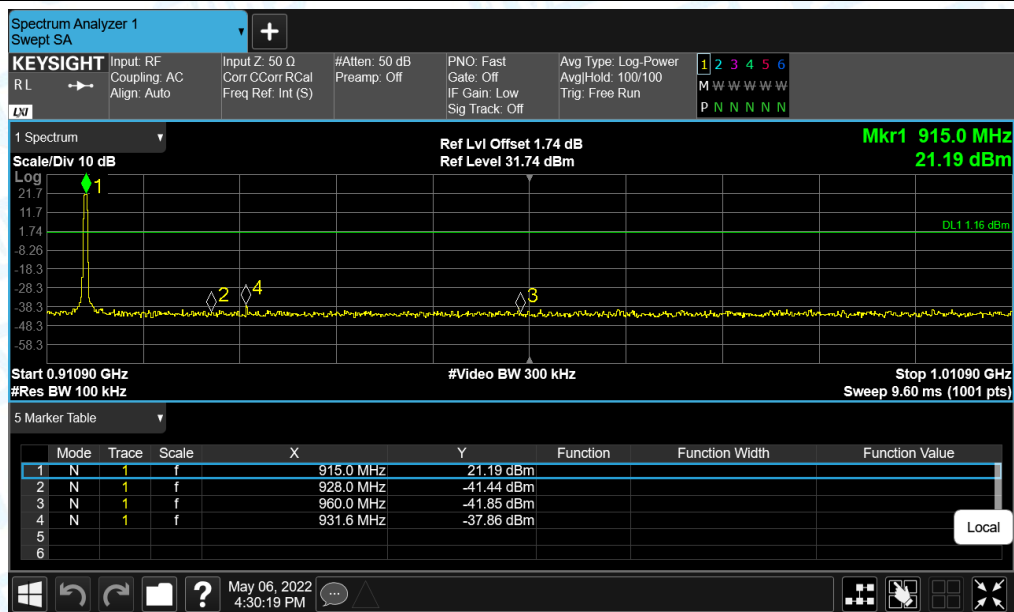 Spectrum Analyzer 1
Swept SA
+
KEYSIGHT
RL
LXI
Input: RF
Coupling: AC
Align: Auto
Input Z: 50 Ω
Corr CCorr RCal
Freq Ref: Int (S)
#Atten: 50 dB
Preamp: Off
PNO: Fast
Gate: Off
IF Gain: Low
Sig Track: Off
Avg Type: Log-Power
Avg|Hold: 100/100
Trig: Free Run
1 2 3 4 5 6
M W W W W W
P N N N N N
1 Spectrum
Scale/Div 10 dB
Ref Lvl Offset 1.74 dB
Ref Level 31.74 dBm
Mkr1 915.0 MHz
21.19 dBm
Log
1
21.7
11.7
1.74
DL1 1.16 dBm
-8.26
-18.3
-28.3
2 4 3
-38.3
-48.3
-58.3
Start 0.91090 GHz
#Video BW 300 kHz
Stop 1.01090 GHz
#Res BW 100 kHz
Sweep 9.60 ms (1001 pts)
5 Marker Table
Mode Trace Scale X Y Function Function Width Function Value
1 N 1 f 915.0 MHz 21.19 dBm
2 N 1 f 928.0 MHz -41.44 dBm
3 N 1 f 960.0 MHz -41.85 dBm
4 N 1 f 931.6 MHz -37.86 dBm
5
6
Local
?
May 06, 2022
4:30:19 PM